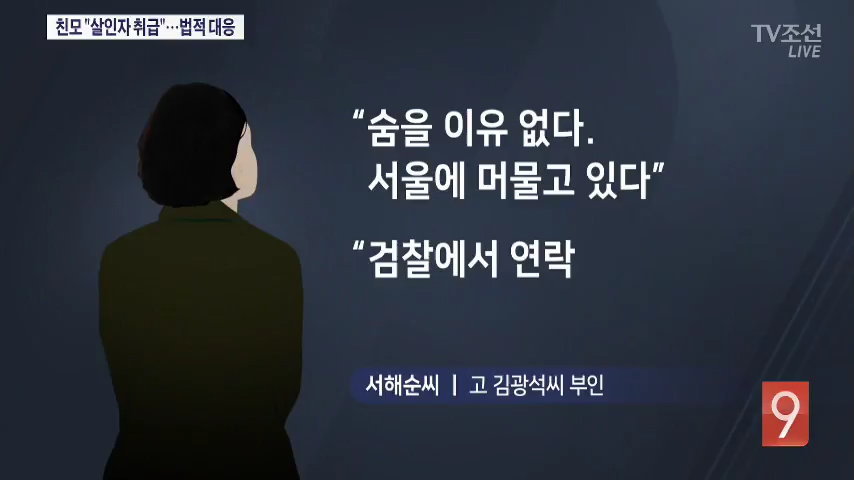 친모 "살인자 취급"…법적 대응
TV조선
LIVE
“숨을 이유 없다.
서울에 머물고 있다”
“검찰에서 연락
서해순씨 | 고 김광석씨 부인
9